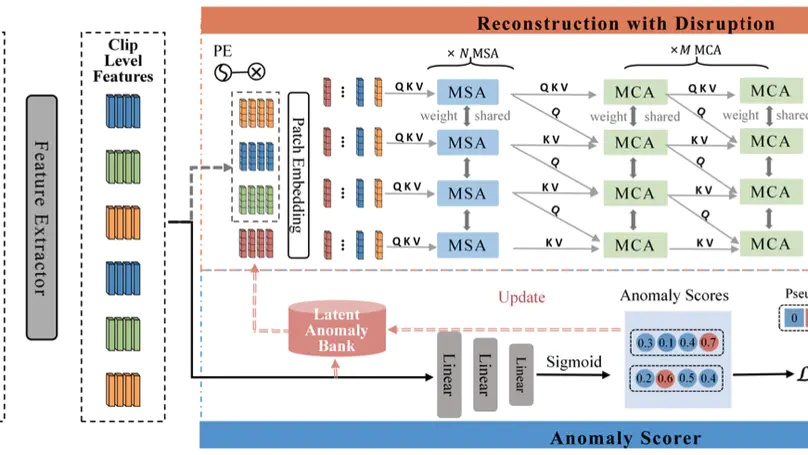 Reconstruction with Disruption
Clip
Level
Features
PE
× N MSA
× M MCA
Feature Extractor
Patch Embedding
Q K V
MSA
Q K V
MCA
Q K V
MCA
weight shared
Q
weight shared
Q
weight shared
Q K V
MSA
K V
MCA
K V
MCA
Q
Q
Q K V
MSA
K V
MCA
K V
MCA
Q
Q
Q K V
MSA
K V
MCA
K V
MCA
Update
Anomaly Scores
Pseu
Latent
Anomaly
Bank
0
0.3 0.1 0.4 0.7
Linear
Linear
Linear
Sigmoid
0.2 0.6 0.5 0.4
ℒ
Anomaly Scorer